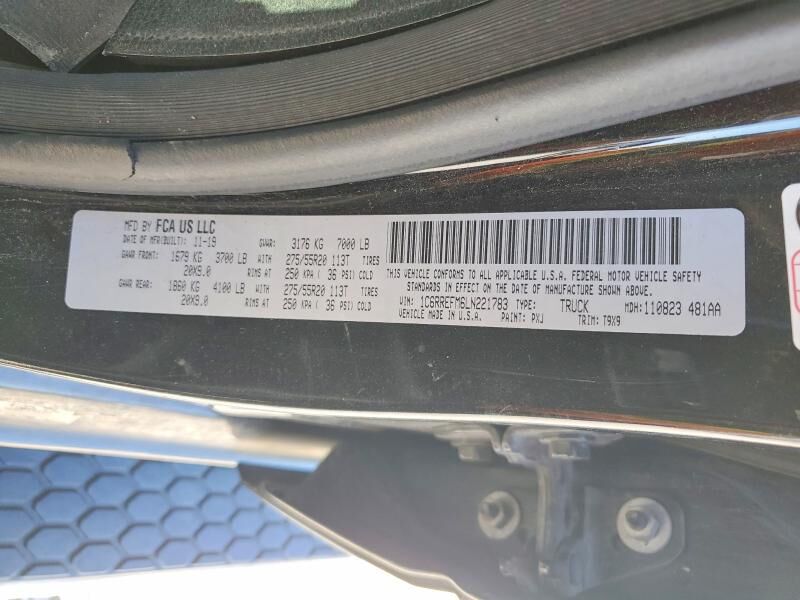 MFD BY FCA US LLC
DATE OF MFR(BUILT): 11-19 GVWR: 3176 KG 7000 LB
GAWR FRONT: 1679 KG 3700 LB WITH 275/55R20 113T TIRES
20X9.0 RIMS AT 250 KPA ( 36 PSI) COLD
GAWR REAR: 1860 KG 4100 LB WITH 275/55R20 113T TIRES
20X9.0 RIMS AT 250 KPA ( 36 PSI) COLD
THIS VEHICLE CONFORMS TO ALL APPLICABLE U.S.A. FEDERAL MOTOR VEHICLE SAFETY
STANDARDS IN EFFECT ON THE DATE OF MANUFACTURE SHOWN ABOVE.
VIN: 1C6RREFM6LN221783 TYPE: TRUCK MDH:110823 481AA
VEHICLE MADE IN U.S.A. PAINT: PXJ TRIM: T9X9